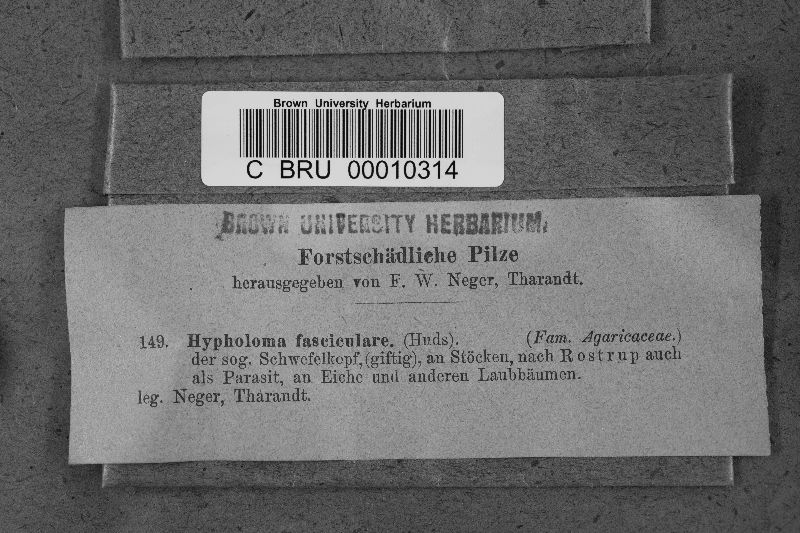 Brown University Herbarium
C BRU 00010314
BROWN UNIVERSITY HERBARIUM.
Forstschädliche Pilze
herausgegeben von F. W. Neger, Tharandt.
149. Hypholoma fasciculare. (Huds). (Fam. Agaricaceae.)
der sog. Schwefelkopf, (giftig), an Stöcken, nach Rostrup auch
als Parasit, an Eiche und anderen Laubbäumen.
leg. Neger, Tharandt.